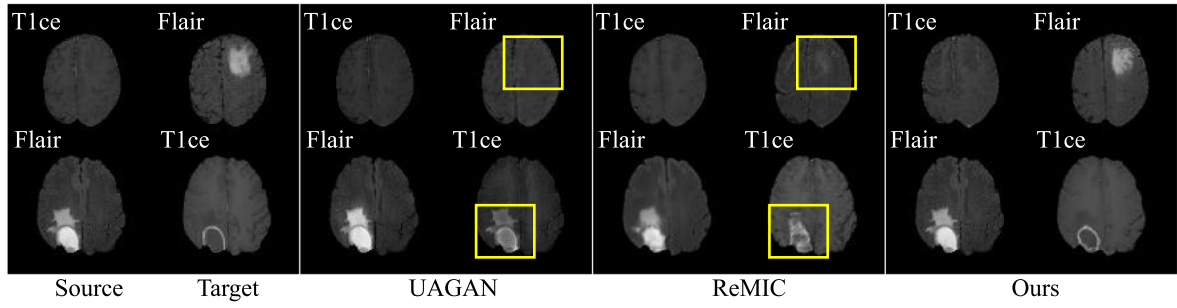 T1ce Flair T1ce Flair T1ce Flair T1ce Flair
Flair T1ce Flair T1ce Flair T1ce Flair T1ce
Source Target UAGAN ReMIC Ours